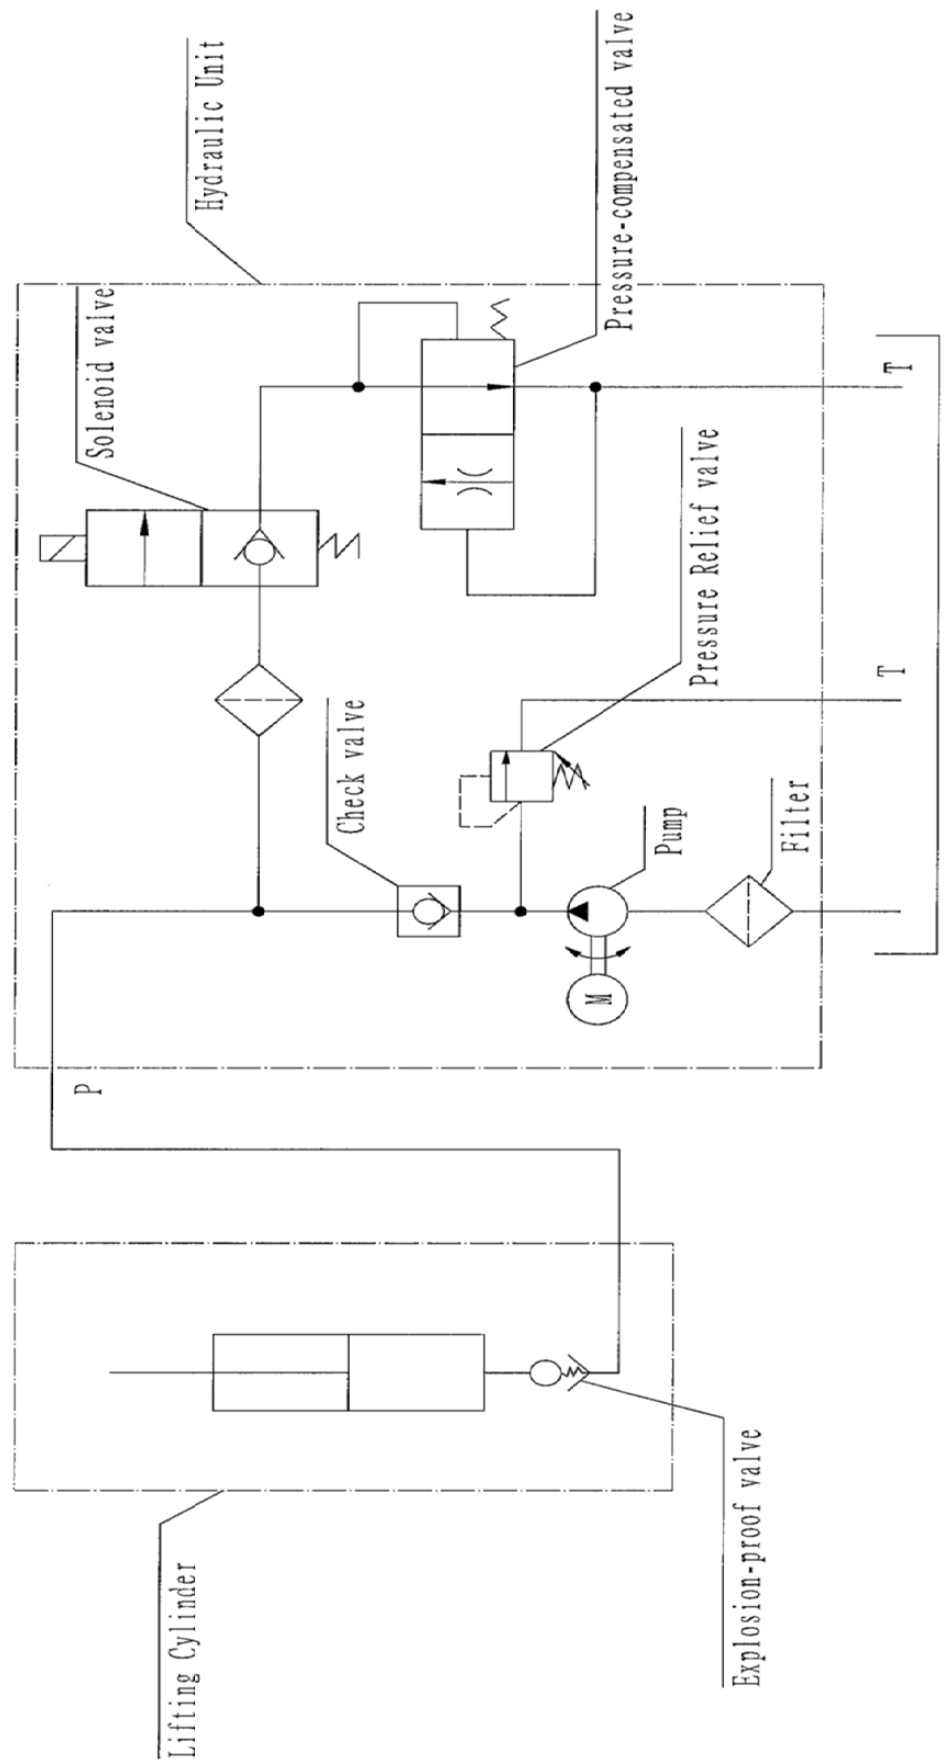 Hydraulic Unit
Pressure-compensated valve
Solenoid valve
T
Pressure Relief valve
T
Check valve
Pump
Filter
M
P
Explosion-proof valve
Lifting Cylinder